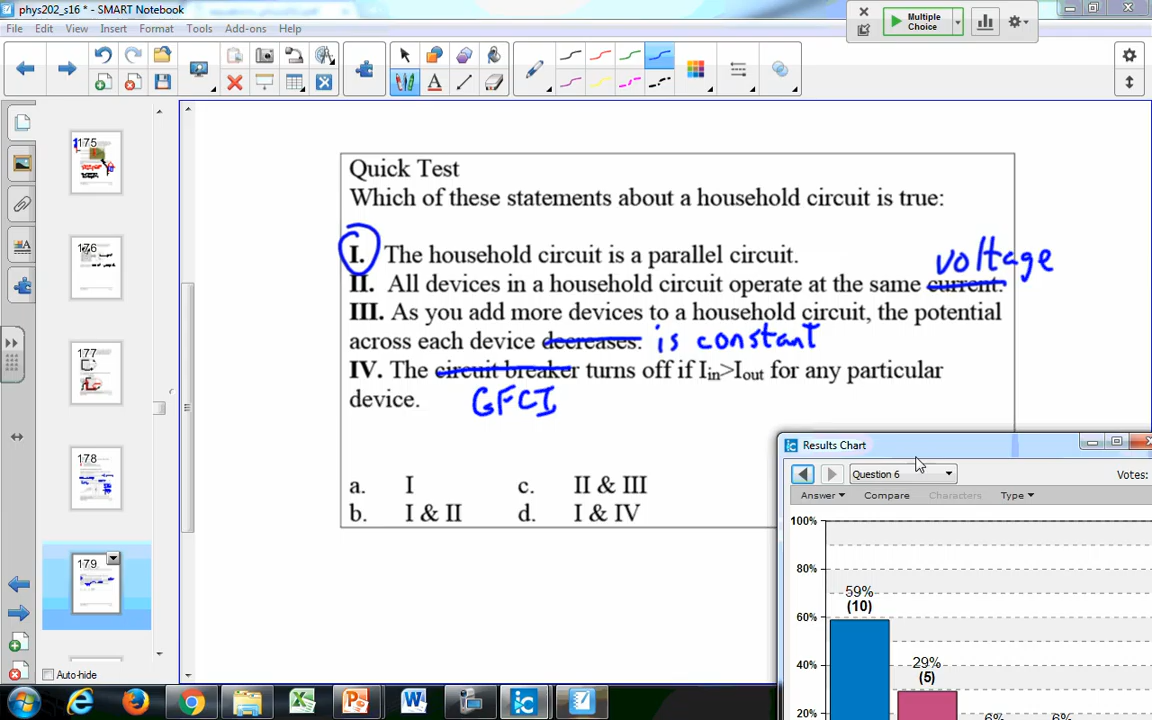 phys202_s16 * - SMART Notebook
File Edit View Insert Format Tools Add-ons Help
Multiple
Choice
175
176
177
178
179
Auto-hide
Quick Test
Which of these statements about a household circuit is true:
I. The household circuit is a parallel circuit.
voltage
II. All devices in a household circuit operate at the same current.
III. As you add more devices to a household circuit, the potential
across each device decreases. is constant
IV. The circuit breaker turns off if Iin>Iout for any particular
device. GFCI
a. I c. II & III
b. I & II d. I & IV
Results Chart
Question 6 Votes:
Answer Compare Characters Type
100%
80%
60%
40%
20%
59%
(10)
29%
(5)
6% 6%